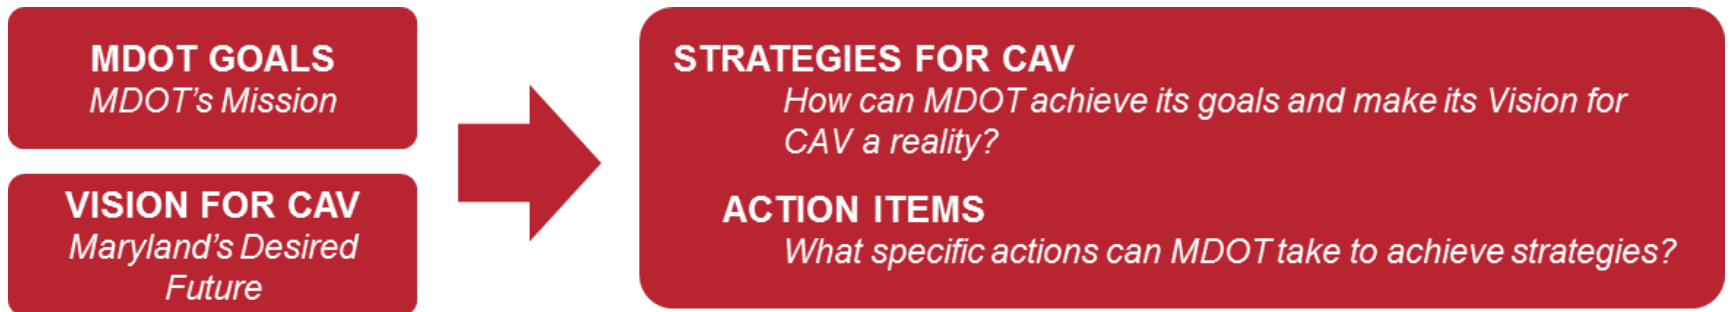 MDOT GOALS
MDOT's Mission
VISION FOR CAV
Maryland's Desired
Future
STRATEGIES FOR CAV
How can MDOT achieve its goals and make its Vision for
CAV a reality?
ACTION ITEMS
What specific actions can MDOT take to achieve strategies?